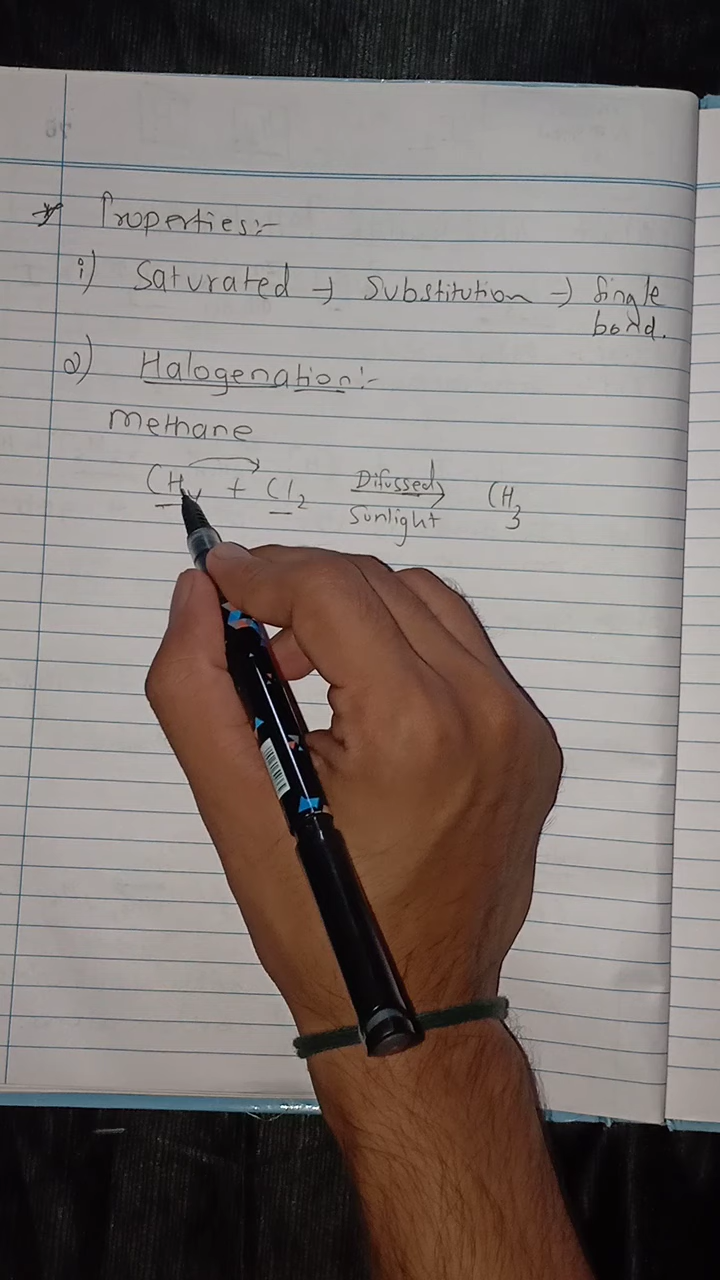 * Properties:-
i) Saturated → Substitution → Single
bond.
2) Halogenation:-
Methane
CH4 + Cl2 Difussed CH3
Sunlight